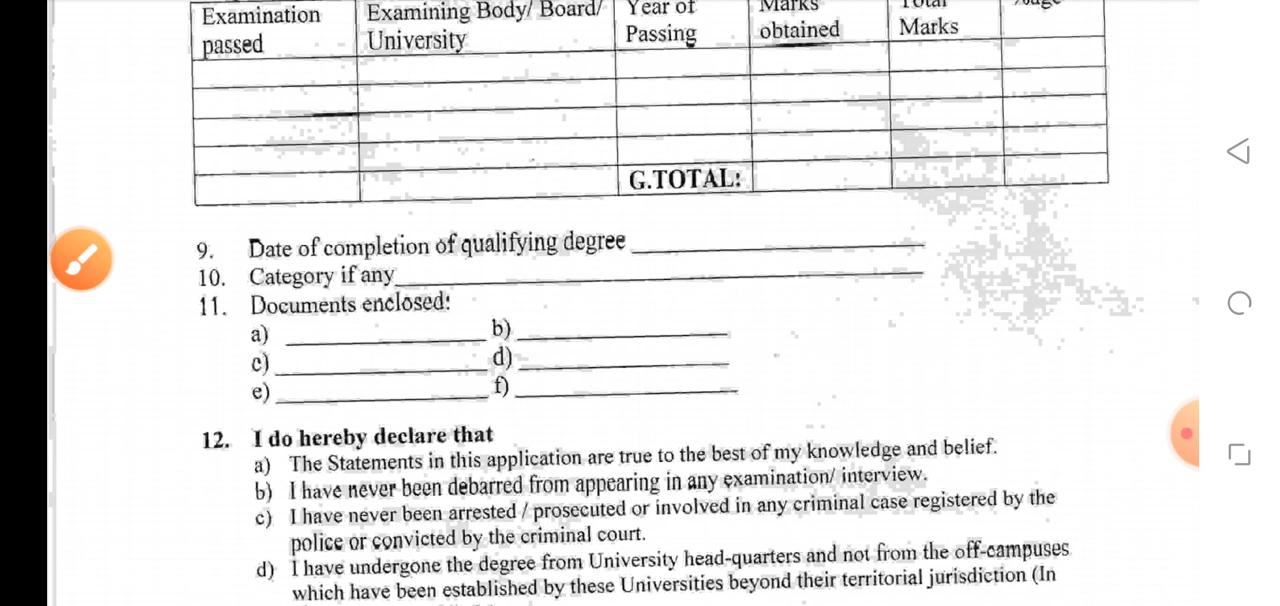 Examination Examining Body/ Board/ Year of Marks Total %age
passed University Passing obtained Marks
G.TOTAL:
9. Date of completion of qualifying degree
10. Category if any
11. Documents enclosed:
a) b)
c) d)
e) f)
12. I do hereby declare that
a) The Statements in this application are true to the best of my knowledge and belief.
b) I have never been debarred from appearing in any examination/ interview.
c) I have never been arrested / prosecuted or involved in any criminal case registered by the
police or convicted by the criminal court.
d) I have undergone the degree from University head-quarters and not from the off-campuses
which have been established by these Universities beyond their territorial jurisdiction (In